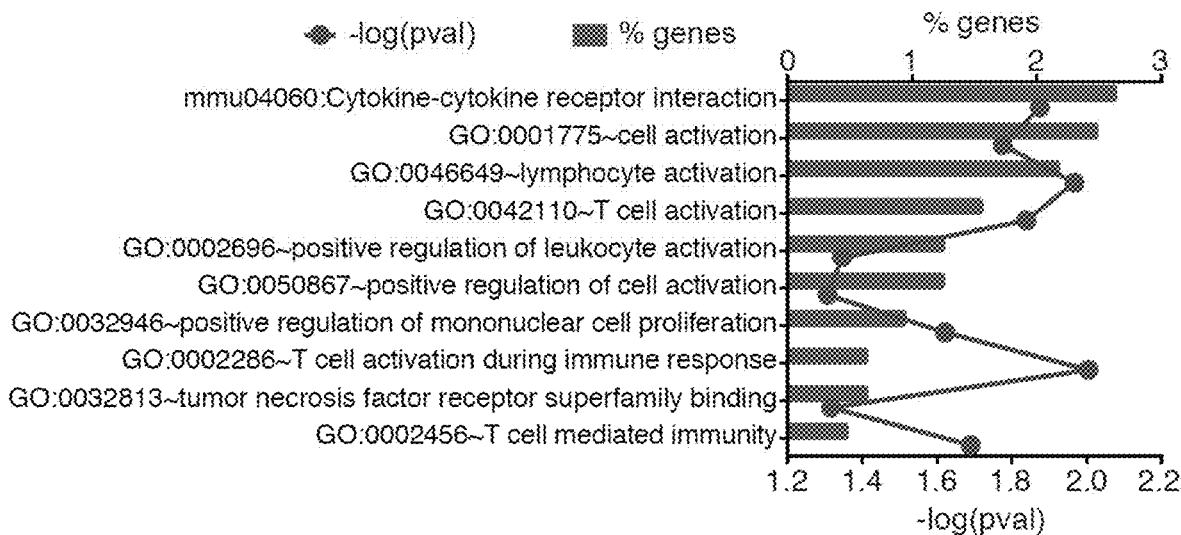 -log(pval) % genes
% genes
0 1 2 3
mmu04060:Cytokine-cytokine receptor interaction
GO:0001775~cell activation
GO:0046649~lymphocyte activation
GO:0042110~T cell activation
GO:0002696~positive regulation of leukocyte activation
GO:0050867~positive regulation of cell activation
GO:0032946~positive regulation of mononuclear cell proliferation
GO:0002286~T cell activation during immune response
GO:0032813~tumor necrosis factor receptor superfamily binding
GO:0002456~T cell mediated immunity
1.2 1.4 1.6 1.8 2.0 2.2
-log(pval)